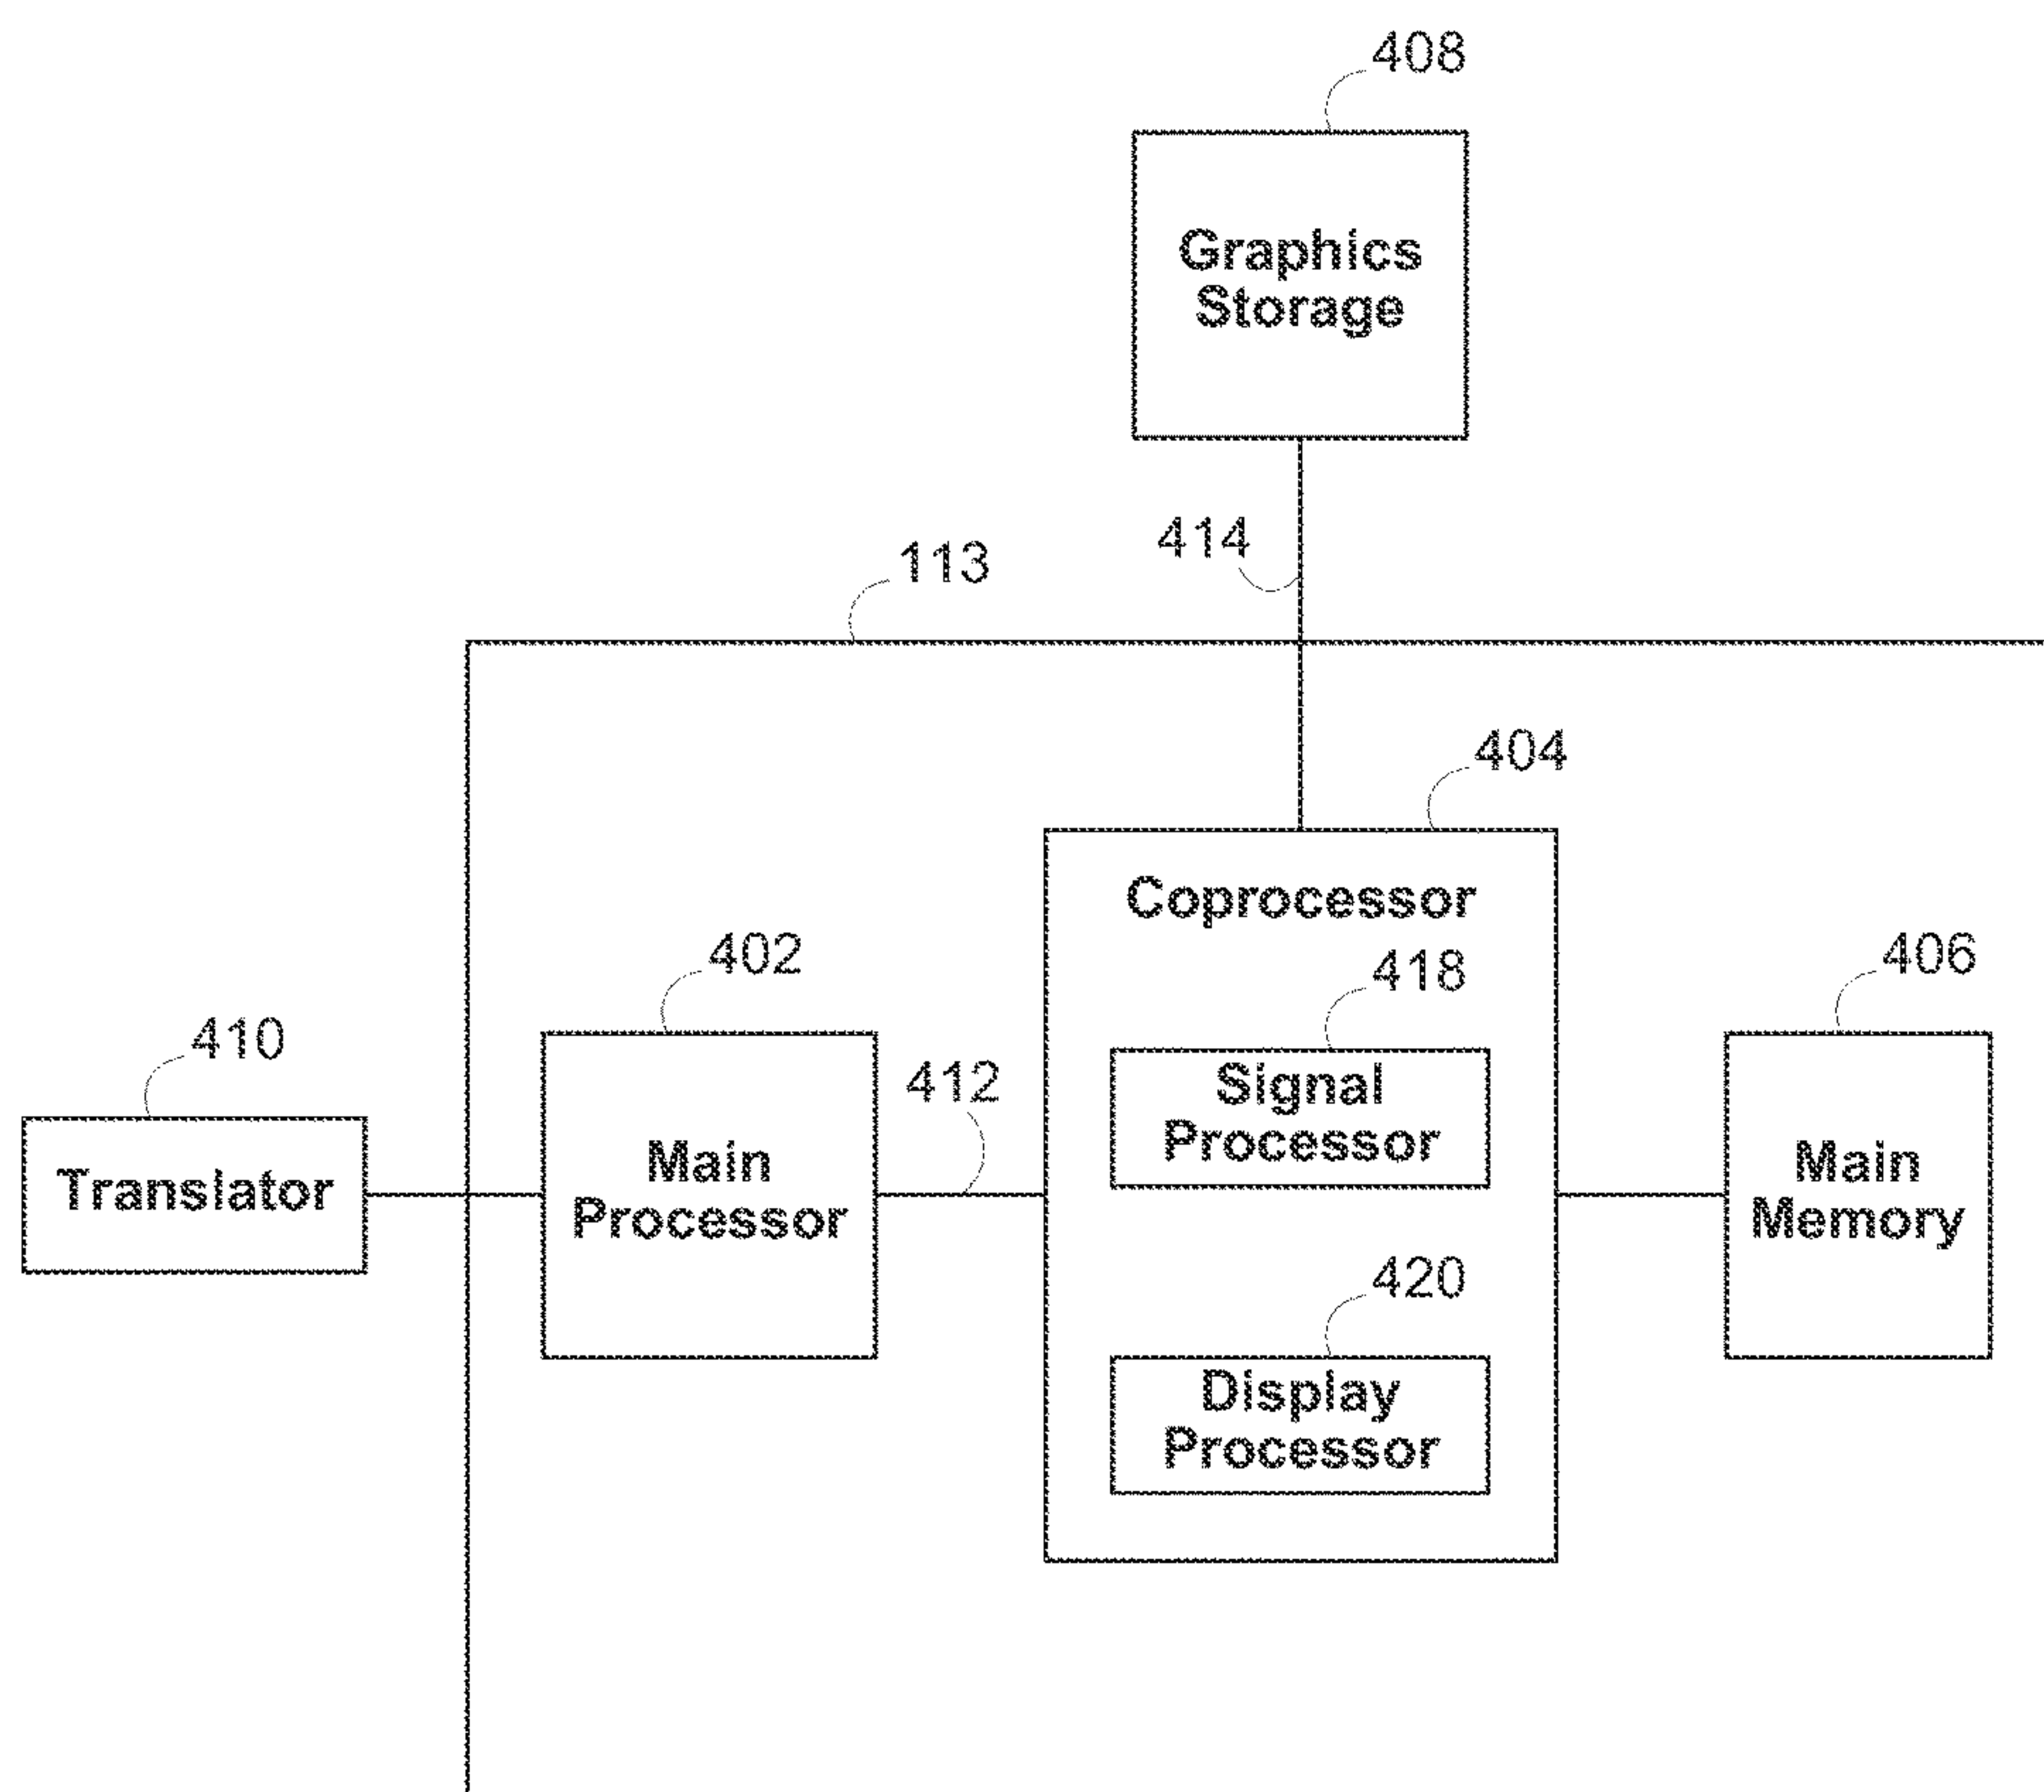 408
Graphics
Storage
414
113
404
Coprocessor
402
418
406
410
Signal
Processor
412
Main
Processor
Main
Memory
Translator
420
Display
Processor